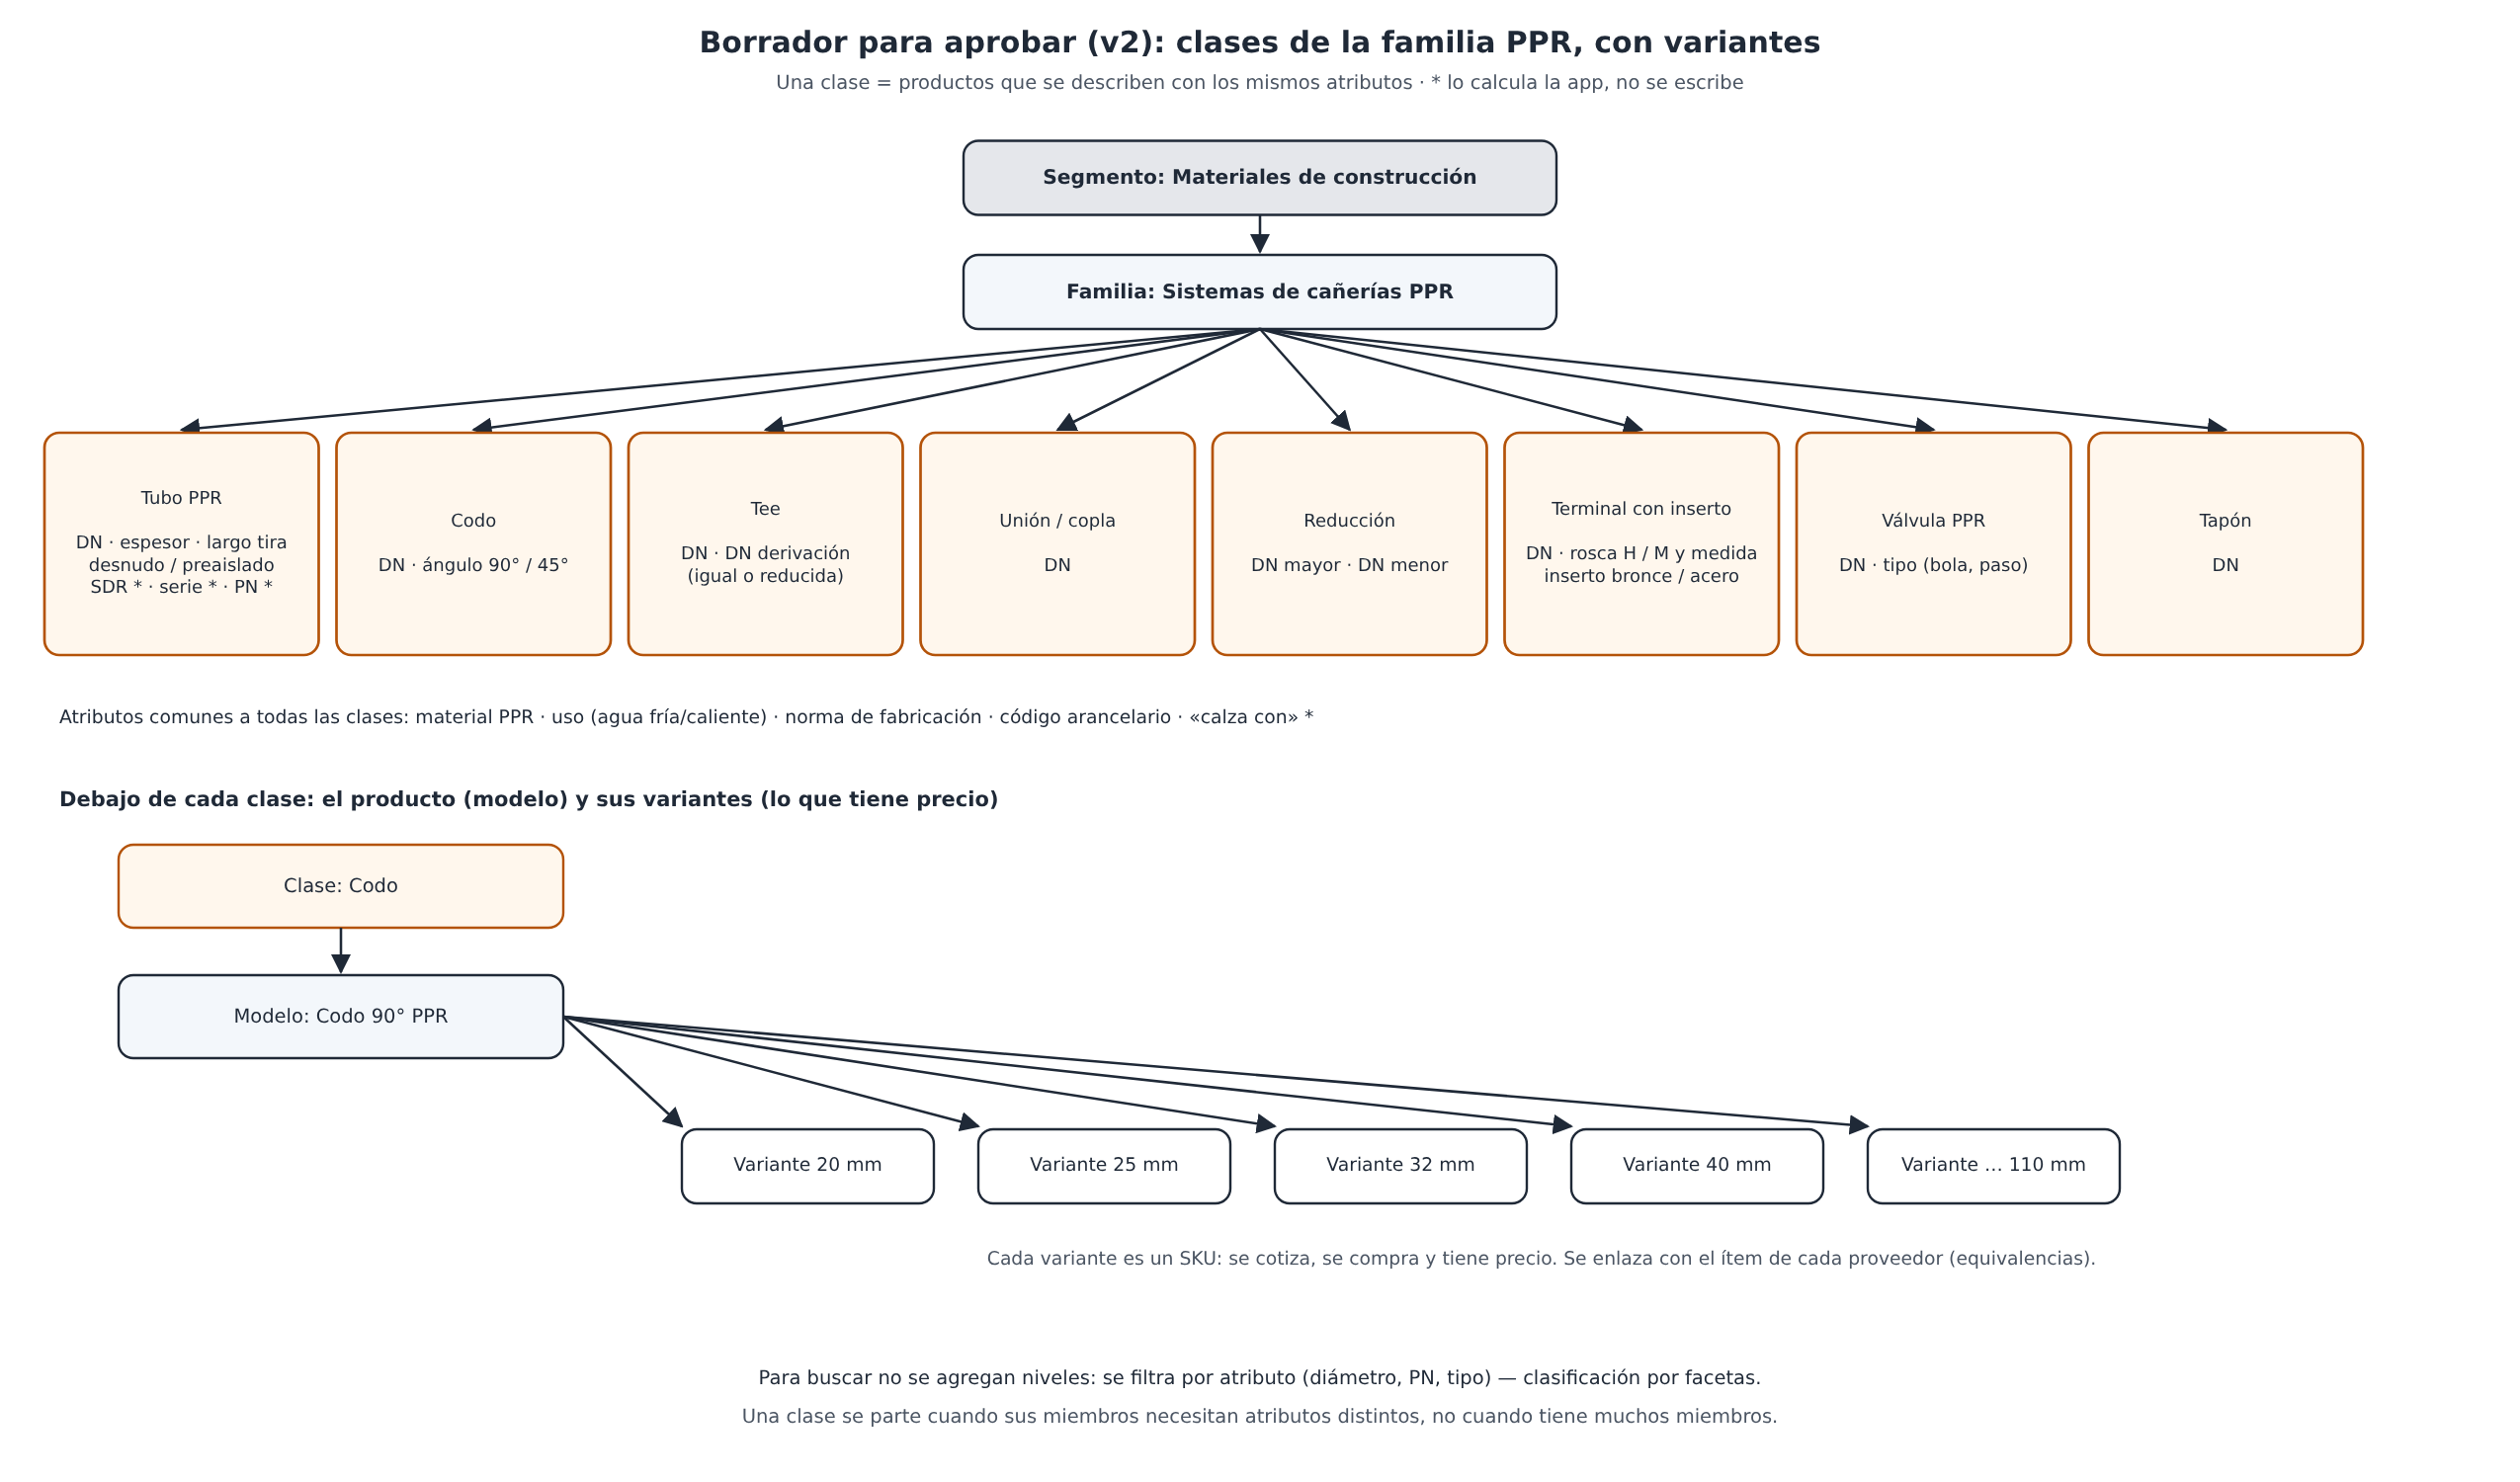 Borrador para aprobar (v2): clases de la familia PPR, con variantes
Una clase = productos que se describen con los mismos atributos · * lo calcula la app, no se escribe
Segmento: Materiales de construcción
Familia: Sistemas de cañerías PPR
Tubo PPR
DN · espesor · largo tira
desnudo / preaislado
SDR * · serie * · PN *
Codo
DN · ángulo 90° / 45°
Tee
DN · DN derivación
(igual o reducida)
Unión / copla
DN
Reducción
DN mayor · DN menor
Terminal con inserto
DN · rosca H / M y medida
inserto bronce / acero
Válvula PPR
DN · tipo (bola, paso)
Tapón
DN
Atributos comunes a todas las clases: material PPR · uso (agua fría/caliente) · norma de fabricación · código arancelario · «calza con» *
Debajo de cada clase: el producto (modelo) y sus variantes (lo que tiene precio)
Clase: Codo
Modelo: Codo 90° PPR
Variante 20 mm
Variante 25 mm
Variante 32 mm
Variante 40 mm
Variante ... 110 mm
Cada variante es un SKU: se cotiza, se compra y tiene precio. Se enlaza con el ítem de cada proveedor (equivalencias).
Para buscar no se agregan niveles: se filtra por atributo (diámetro, PN, tipo) — clasificación por facetas.
Una clase se parte cuando sus miembros necesitan atributos distintos, no cuando tiene muchos miembros.